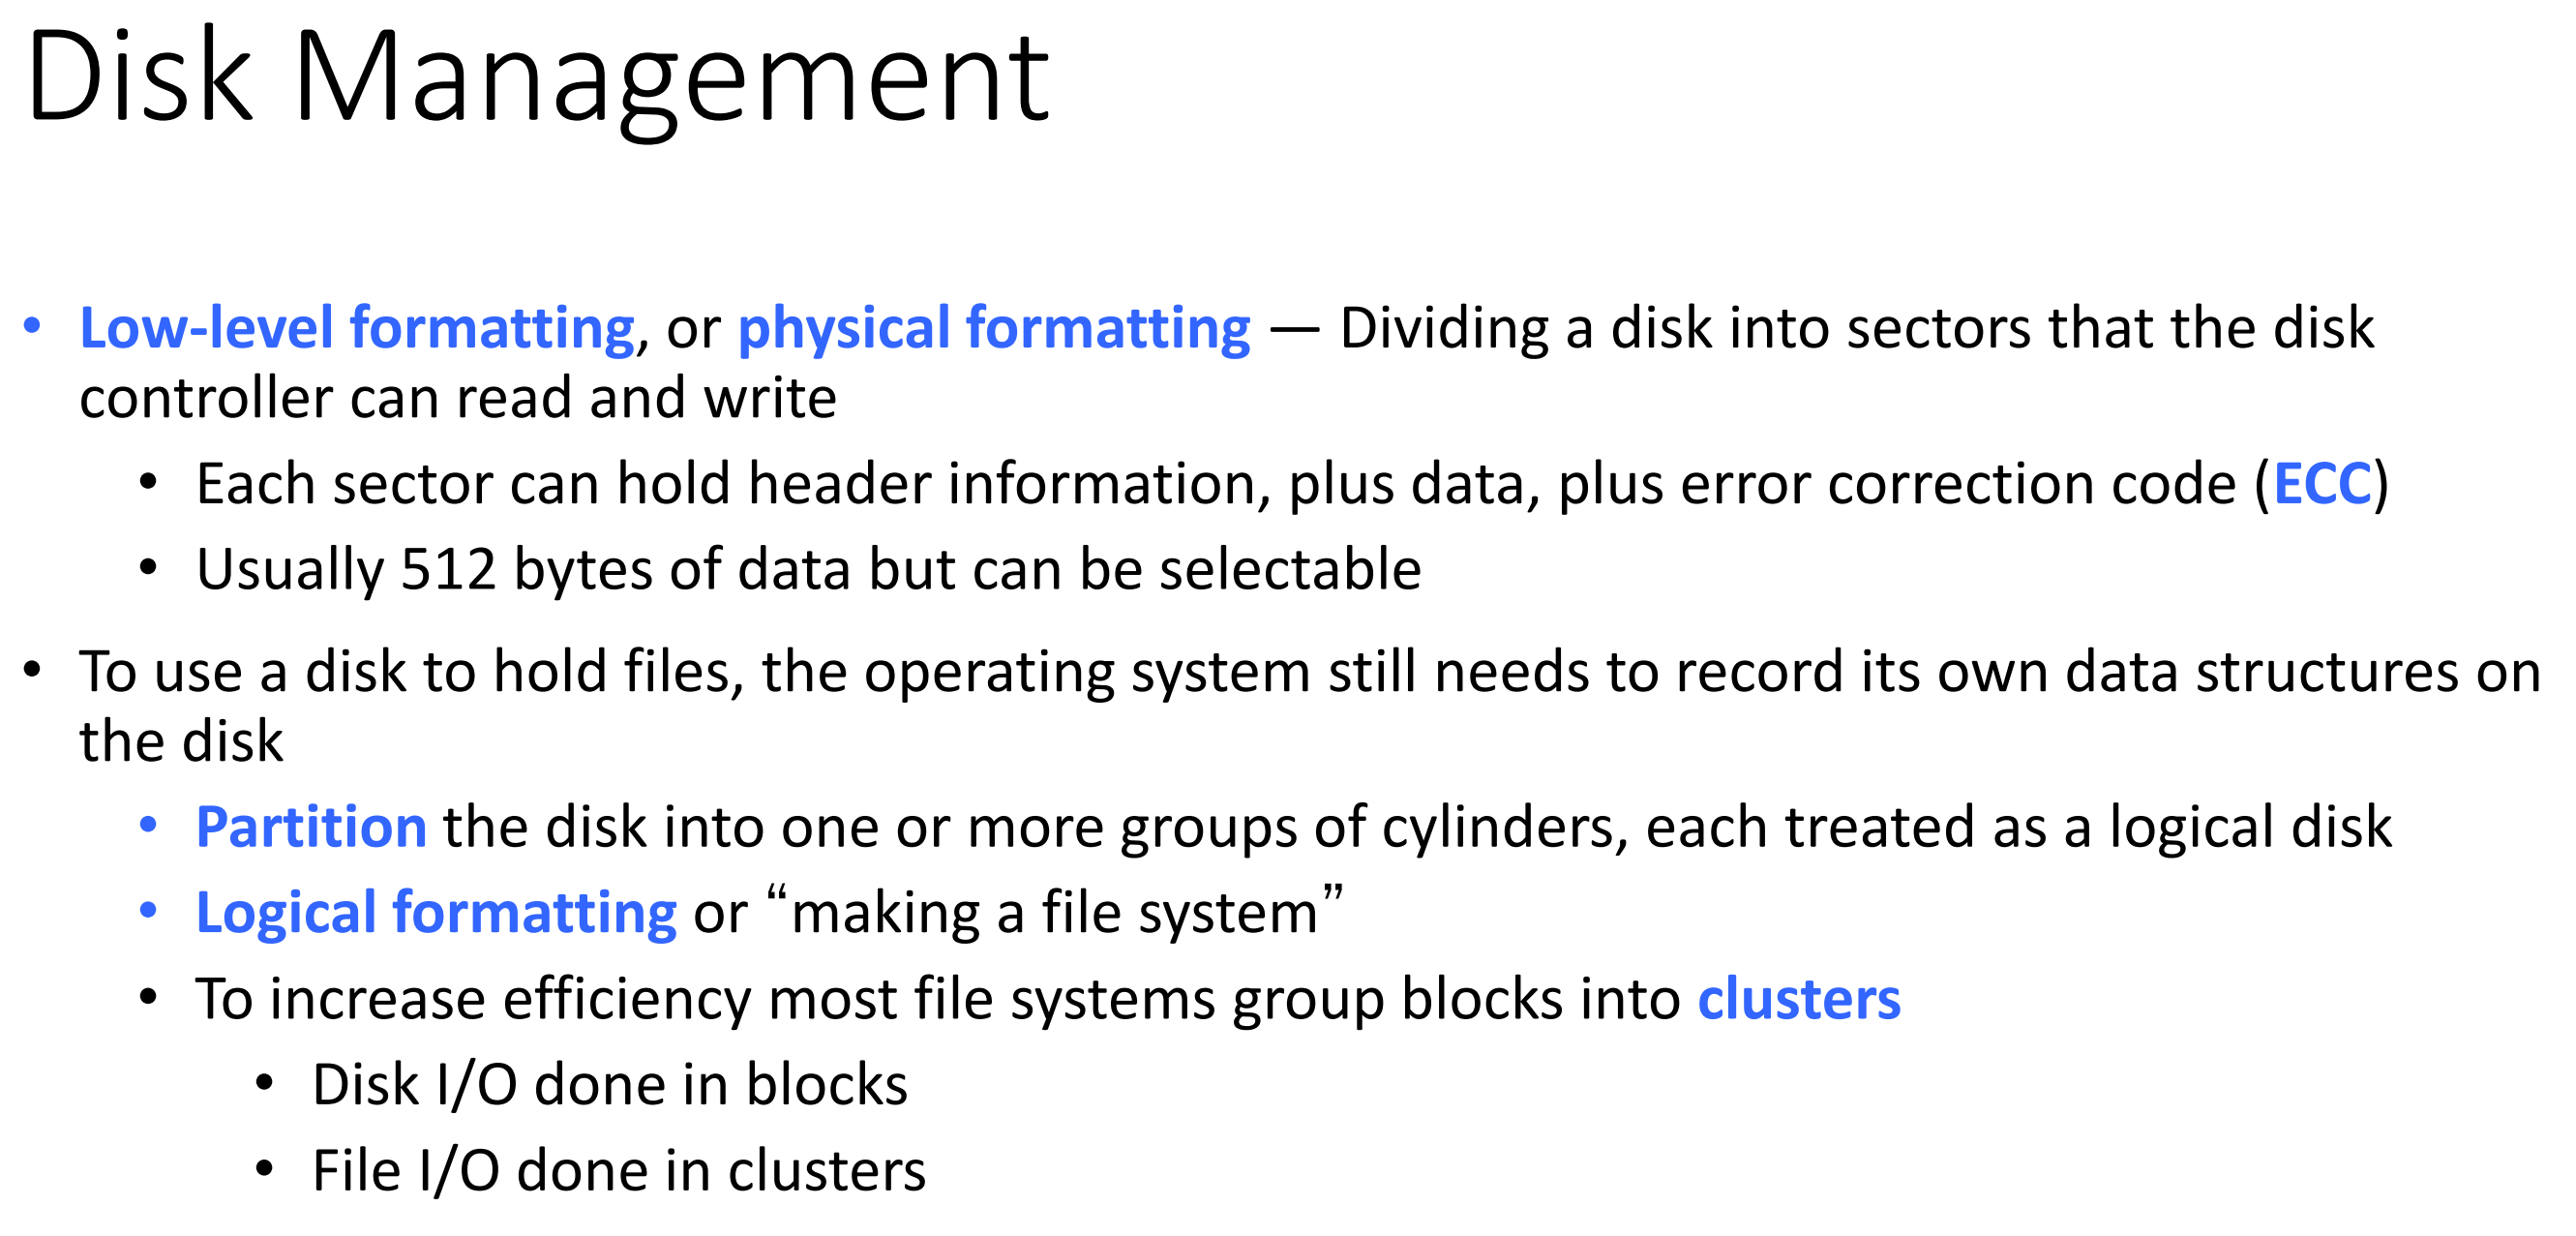 Disk Management
• Low-level formatting, or physical formatting — Dividing a disk into sectors that the disk
controller can read and write
• Each sector can hold header information, plus data, plus error correction code (ECC)
• Usually 512 bytes of data but can be selectable
• To use a disk to hold files, the operating system still needs to record its own data structures on
the disk
• Partition the disk into one or more groups of cylinders, each treated as a logical disk
• Logical formatting or “making a file system”
• To increase efficiency most file systems group blocks into clusters
• Disk I/O done in blocks
• File I/O done in clusters